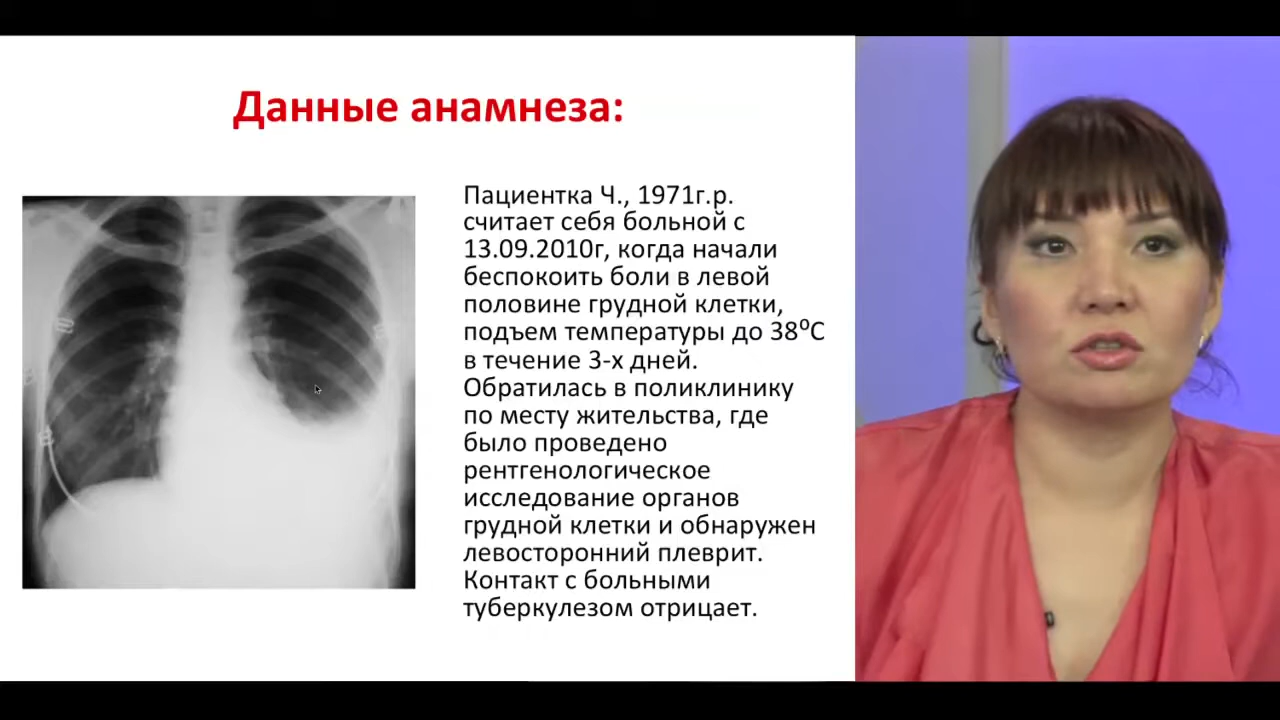 Данные анамнеза:
Пациентка Ч., 1971г.р.
считает себя больной с
13.09.2010г, когда начали
беспокоить боли в левой
половине грудной клетки,
подъем температуры до 38⁰С
в течение 3-х дней.
Обратилась в поликлинику
по месту жительства, где
было проведено
рентгенологическое
исследование органов
грудной клетки и обнаружен
левосторонний плеврит.
Контакт с больными
туберкулезом отрицает.